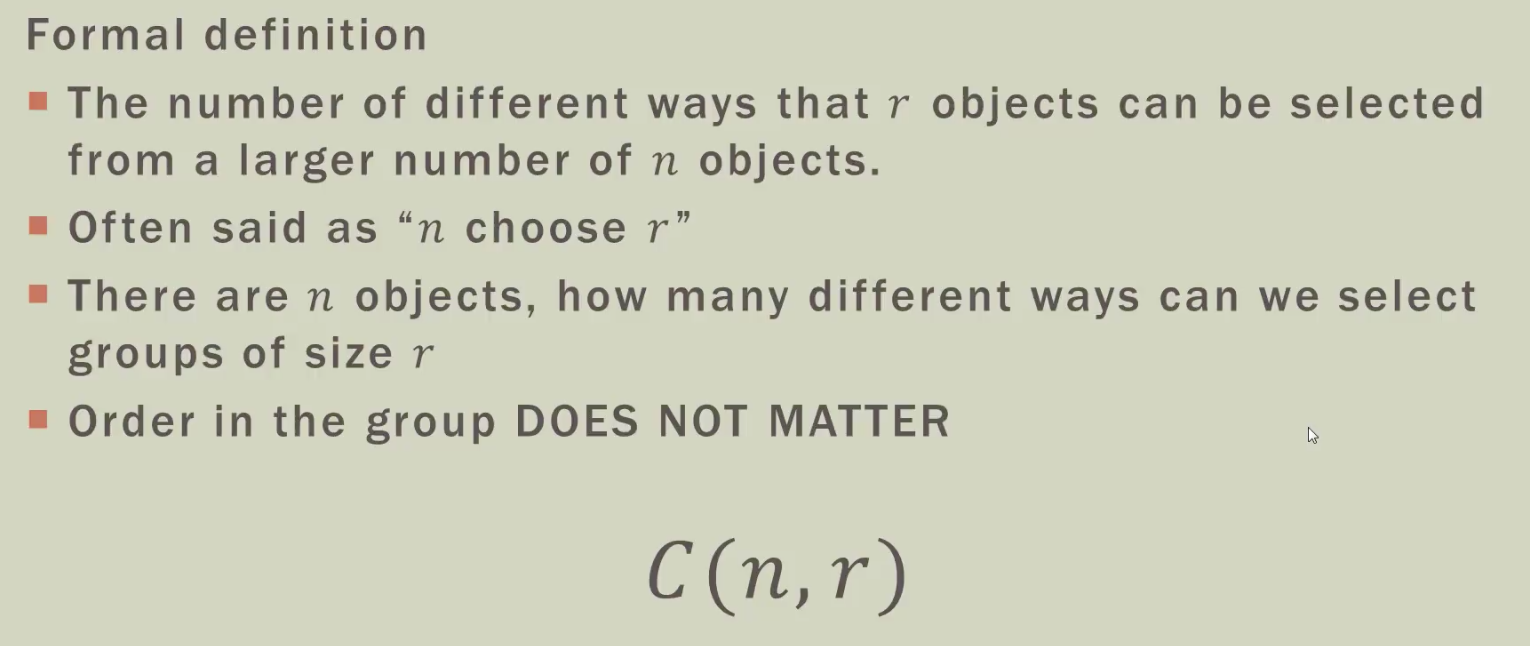 Formal definition
The number of different ways that r objects can be selected
from a larger number of n objects.
Often said as “n choose r”
There are n objects, how many different ways can we select
groups of size r
Order in the group DOES NOT MATTER
C(n, r)